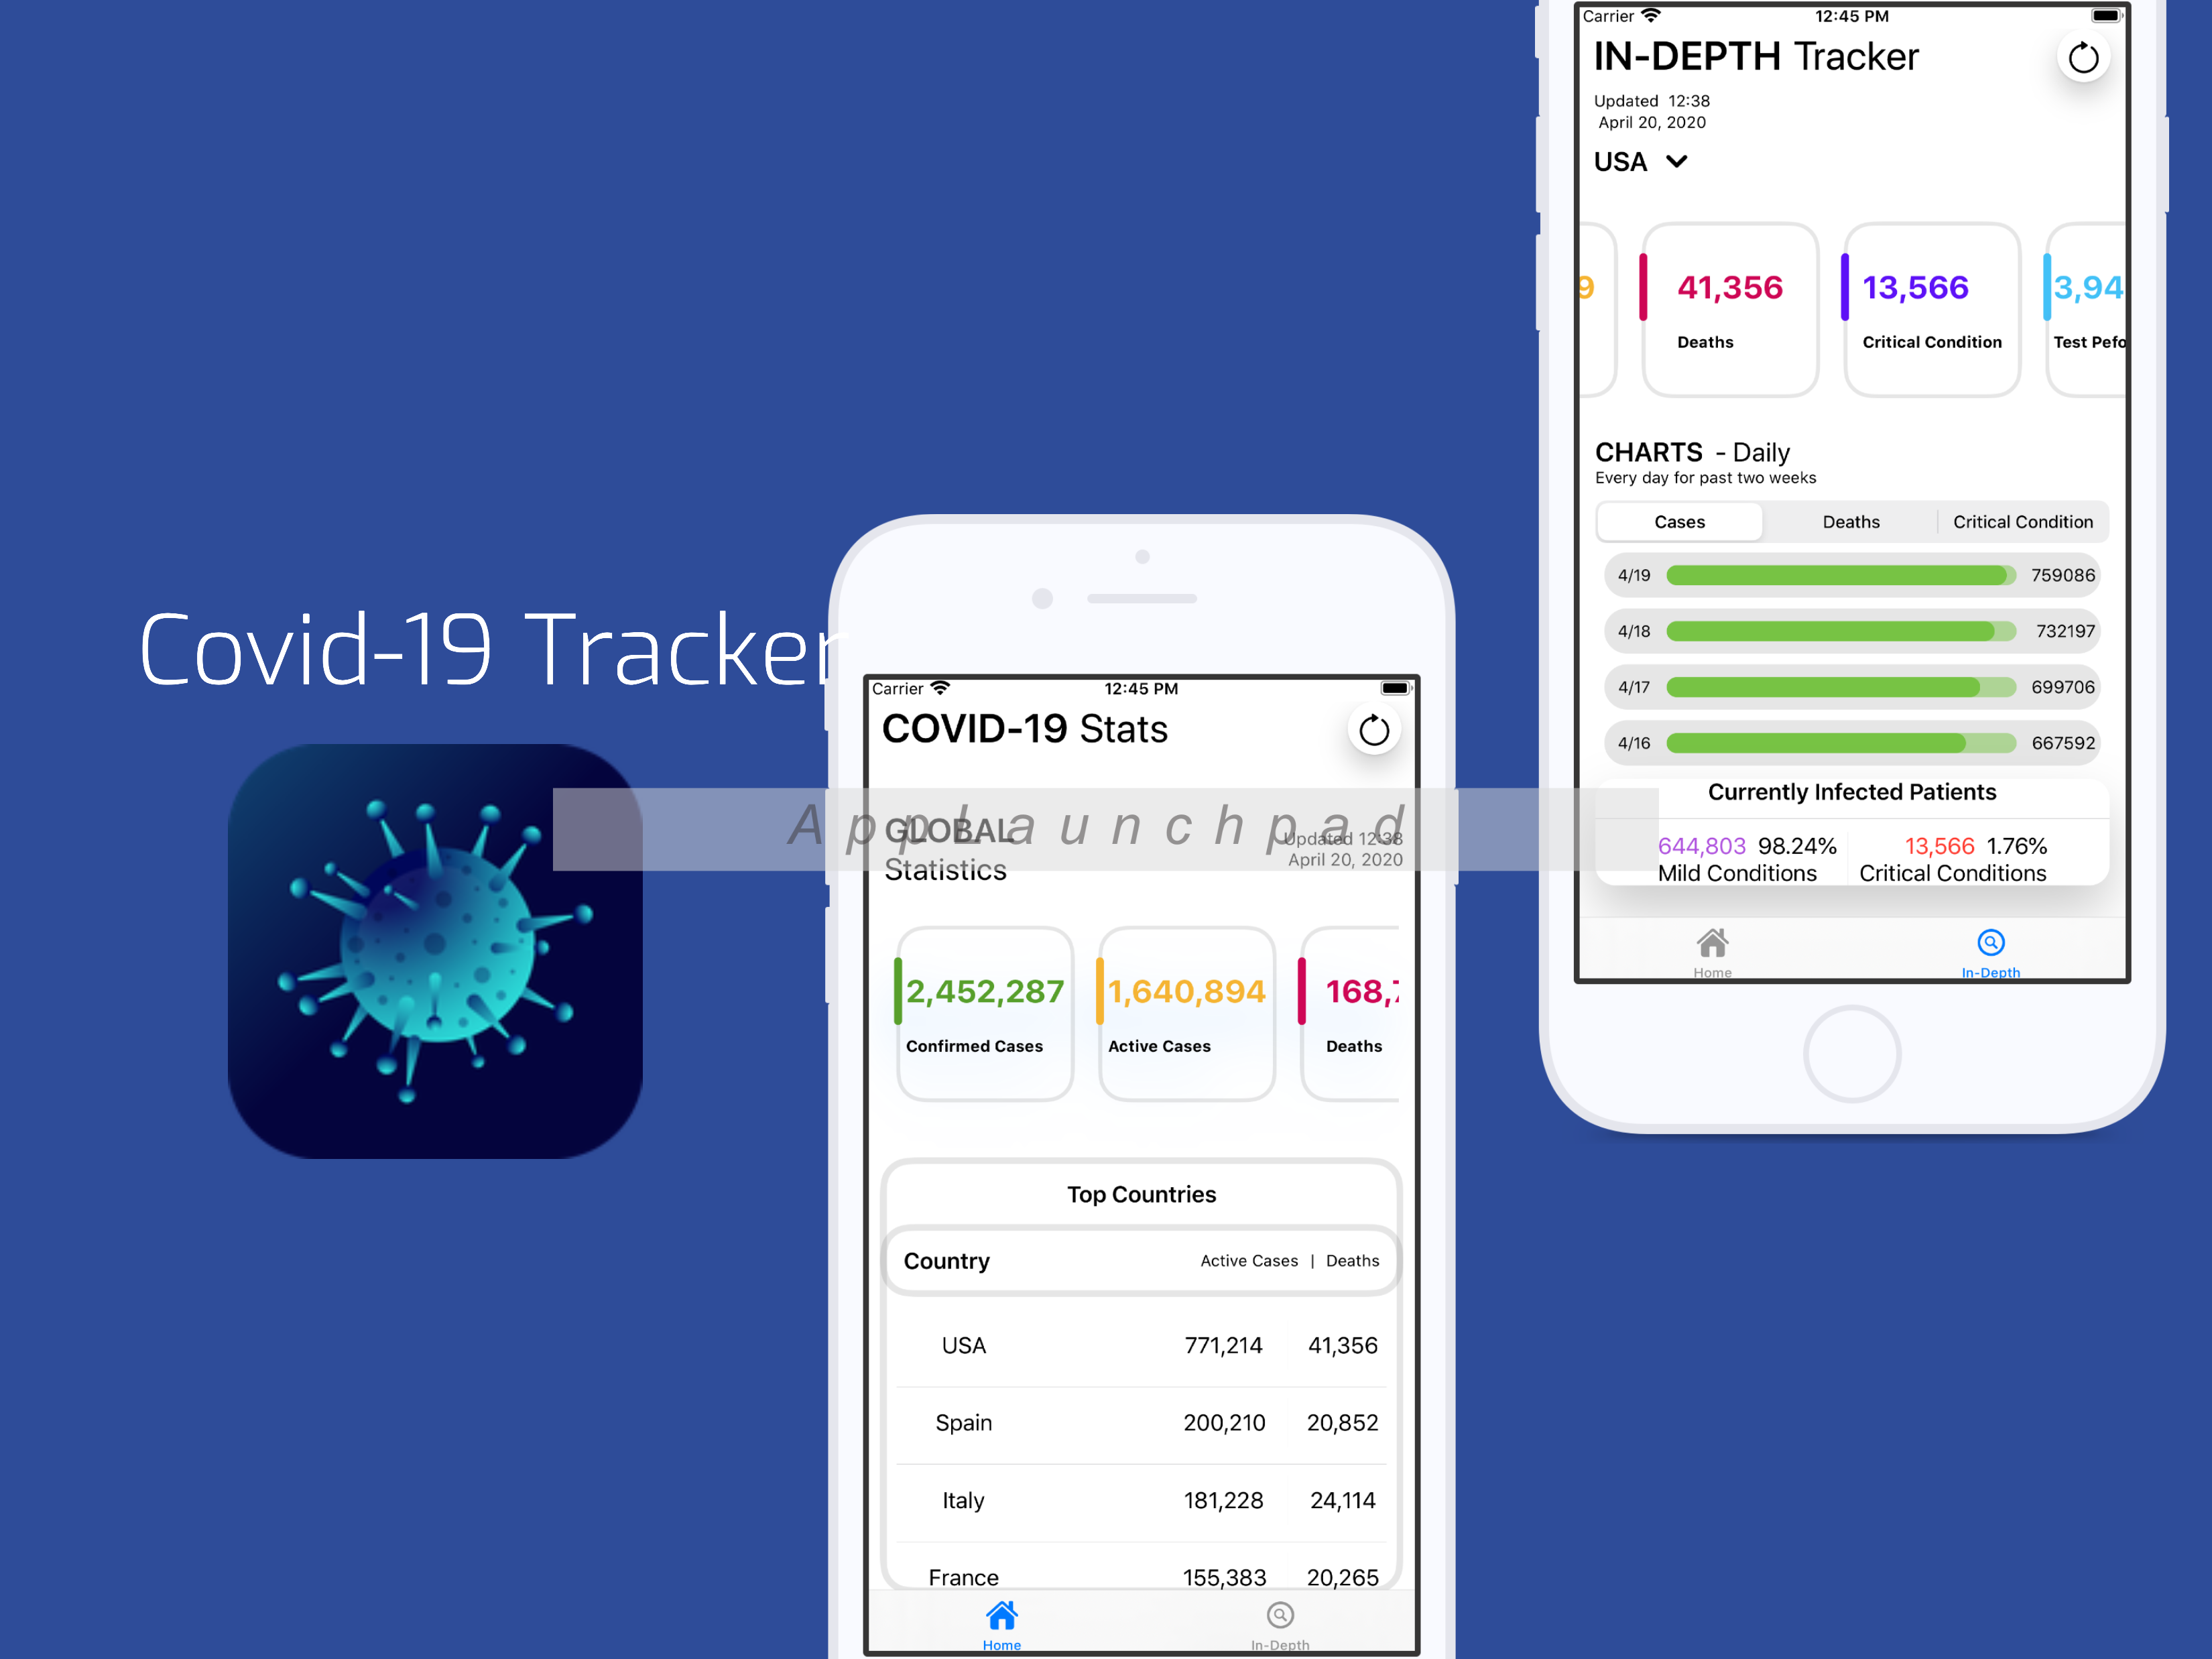 Covid-19 Tracker
AppLaunchpad
Carrier 12:45 PM
COVID-19 Stats
GLOBAL
Statistics
Updated 12:38
April 20, 2020
2,452,287
Confirmed Cases
1,640,894
Active Cases
168,7
Deaths
Top Countries
Country Active Cases | Deaths
USA 771,214 41,356
Spain 200,210 20,852
Italy 181,228 24,114
France 155,383 20,265
Home In-Depth
Carrier 12:45 PM
IN-DEPTH Tracker
Updated 12:38
April 20, 2020
USA
9
41,356
Deaths
13,566
Critical Condition
3,94
Test Pefo
CHARTS - Daily
Every day for past two weeks
Cases Deaths Critical Condition
4/19 759086
4/18 732197
4/17 699706
4/16 667592
Currently Infected Patients
644,803 98.24% 13,566 1.76%
Mild Conditions Critical Conditions
Home In-Depth